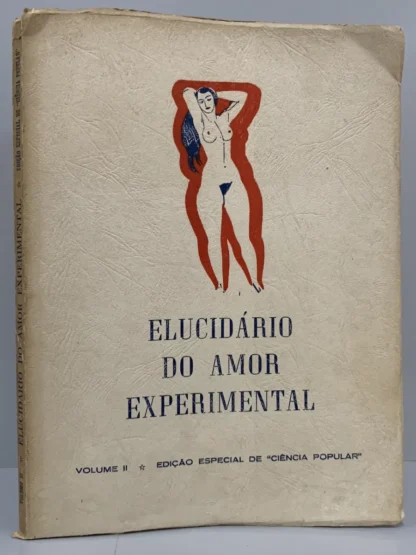 ELUCIDÁRIO
DO AMOR
EXPERIMENTAL
VOLUME II ☆ EDIÇÃO ESPECIAL DE "CIÊNCIA POPULAR"
ELUCIDÁRIO DO AMOR EXPERIMENTAL